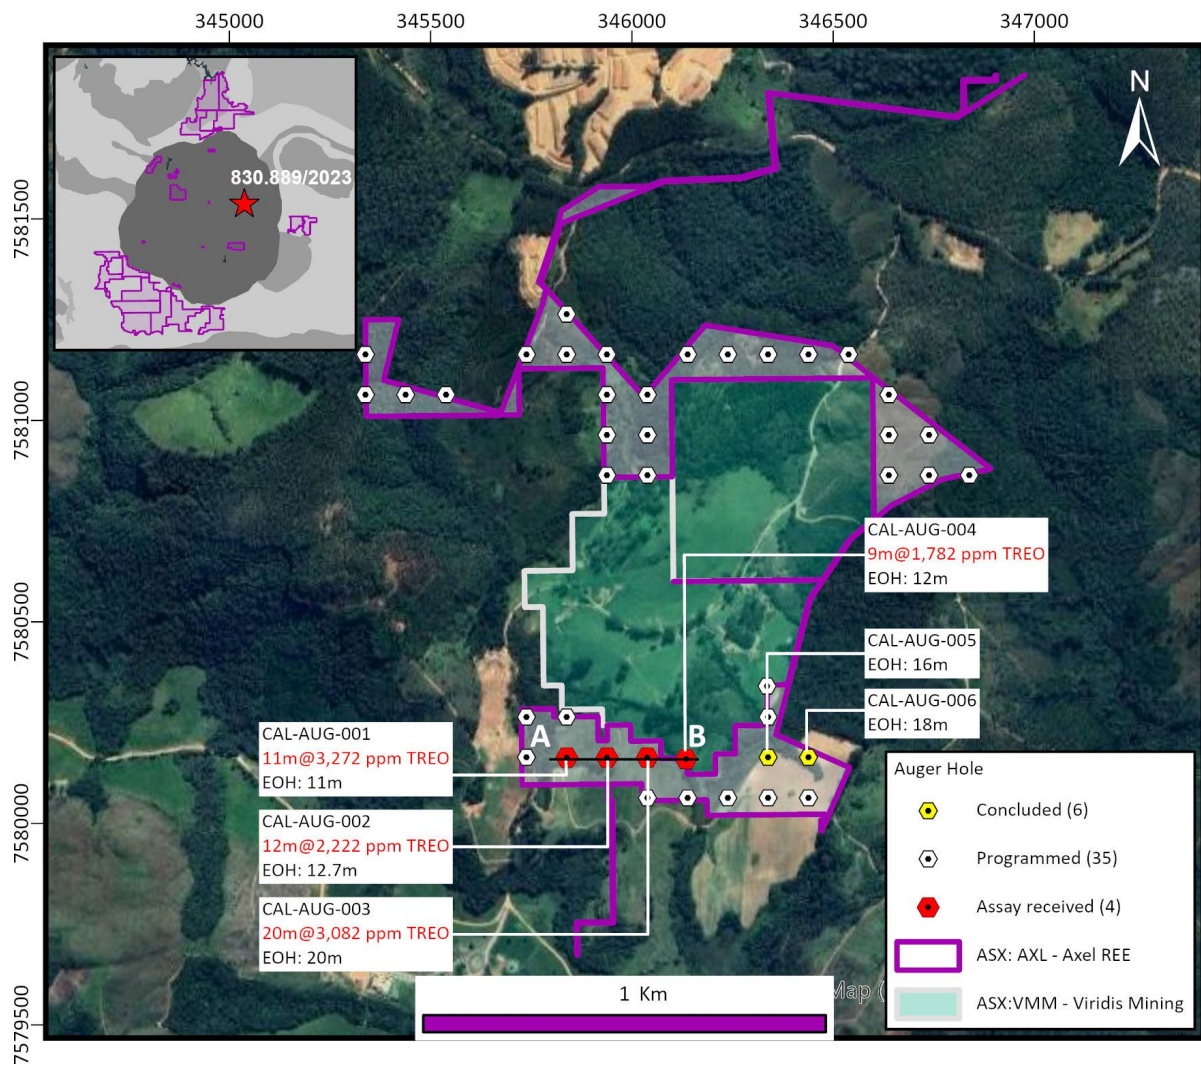 345000
345500
346000
346500
347000
830.889/2023
N
7581500
7581000
7580500
7580000
7579500
CAL-AUG-004
9m@1,782 ppm TREO
EOH: 12m
CAL-AUG-005
EOH: 16m
CAL-AUG-006
EOH: 18m
A
B
CAL-AUG-001
11m@3,272 ppm TREO
EOH: 11m
CAL-AUG-002
12m@2,222 ppm TREO
EOH: 12.7m
CAL-AUG-003
20m@3,082 ppm TREO
EOH: 20m
Auger Hole
Concluded (6)
Programmed (35)
Assay received (4)
ASX: AXL - Axel REE
ASX:VMM - Viridis Mining
1 Km
Map (